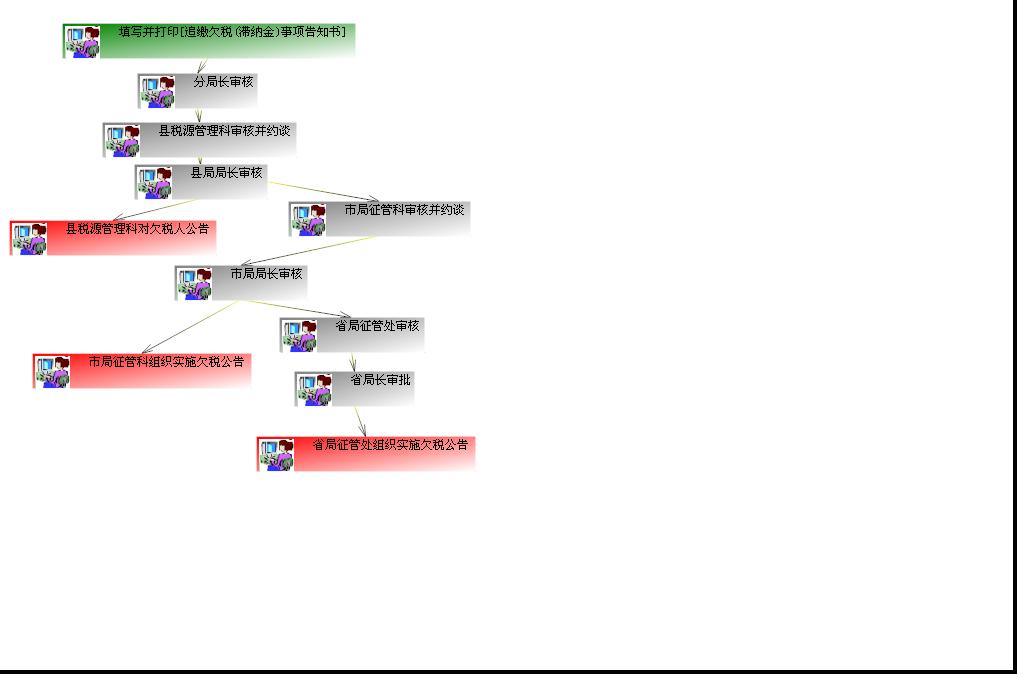 填写并打印[追缴欠税(滞纳金)事项告知书]
分局长审核
县税源管理科审核并约谈
县局局长审核
市局征管科审核并约谈
县税源管理科对欠税人公告
市局局长审核
省局征管处审核
市局征管科组织实施欠税公告
省局长审批
省局征管处组织实施欠税公告